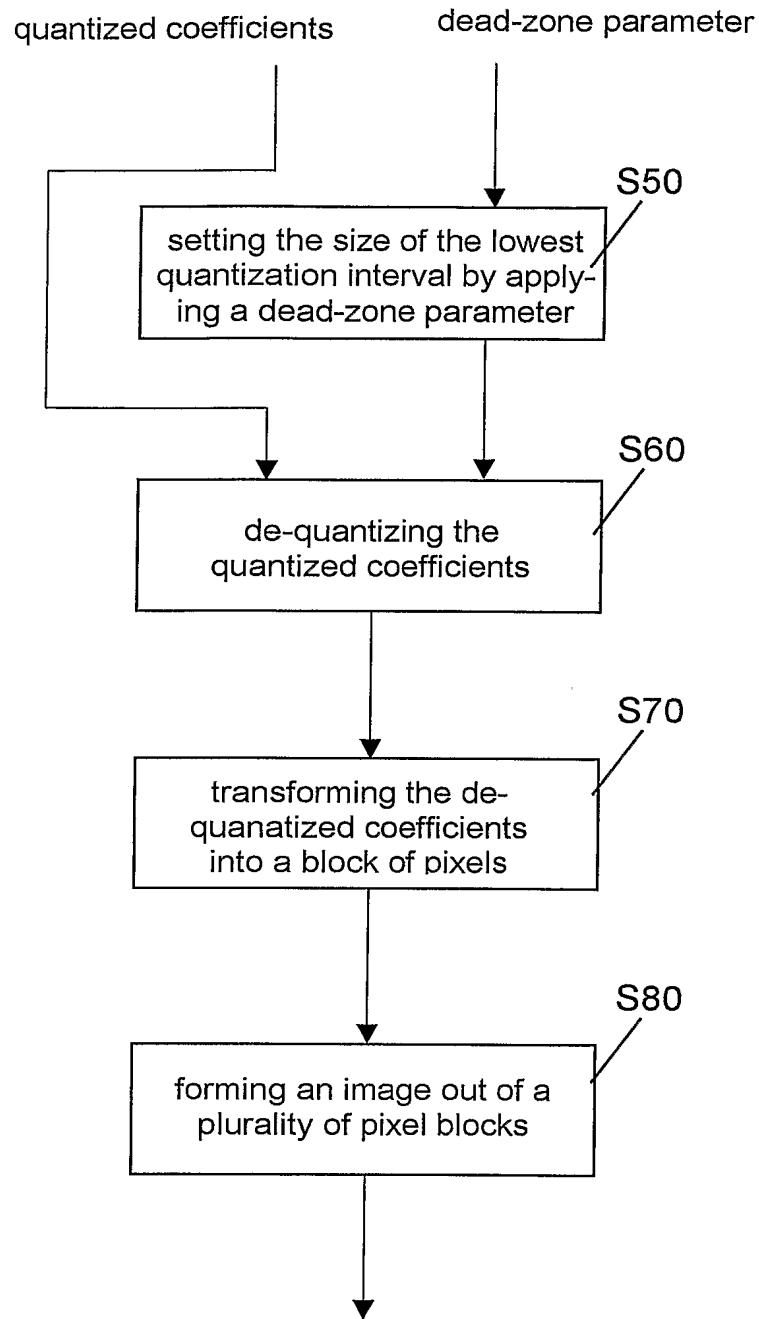 quantized coefficients
dead-zone parameter
S50
setting the size of the lowest
quantization interval by apply-
ing a dead-zone parameter
S60
de-quantizing the
quantized coefficients
S70
transforming the de-
quanatized coefficients
into a block of pixels
S80
forming an image out of a
plurality of pixel blocks